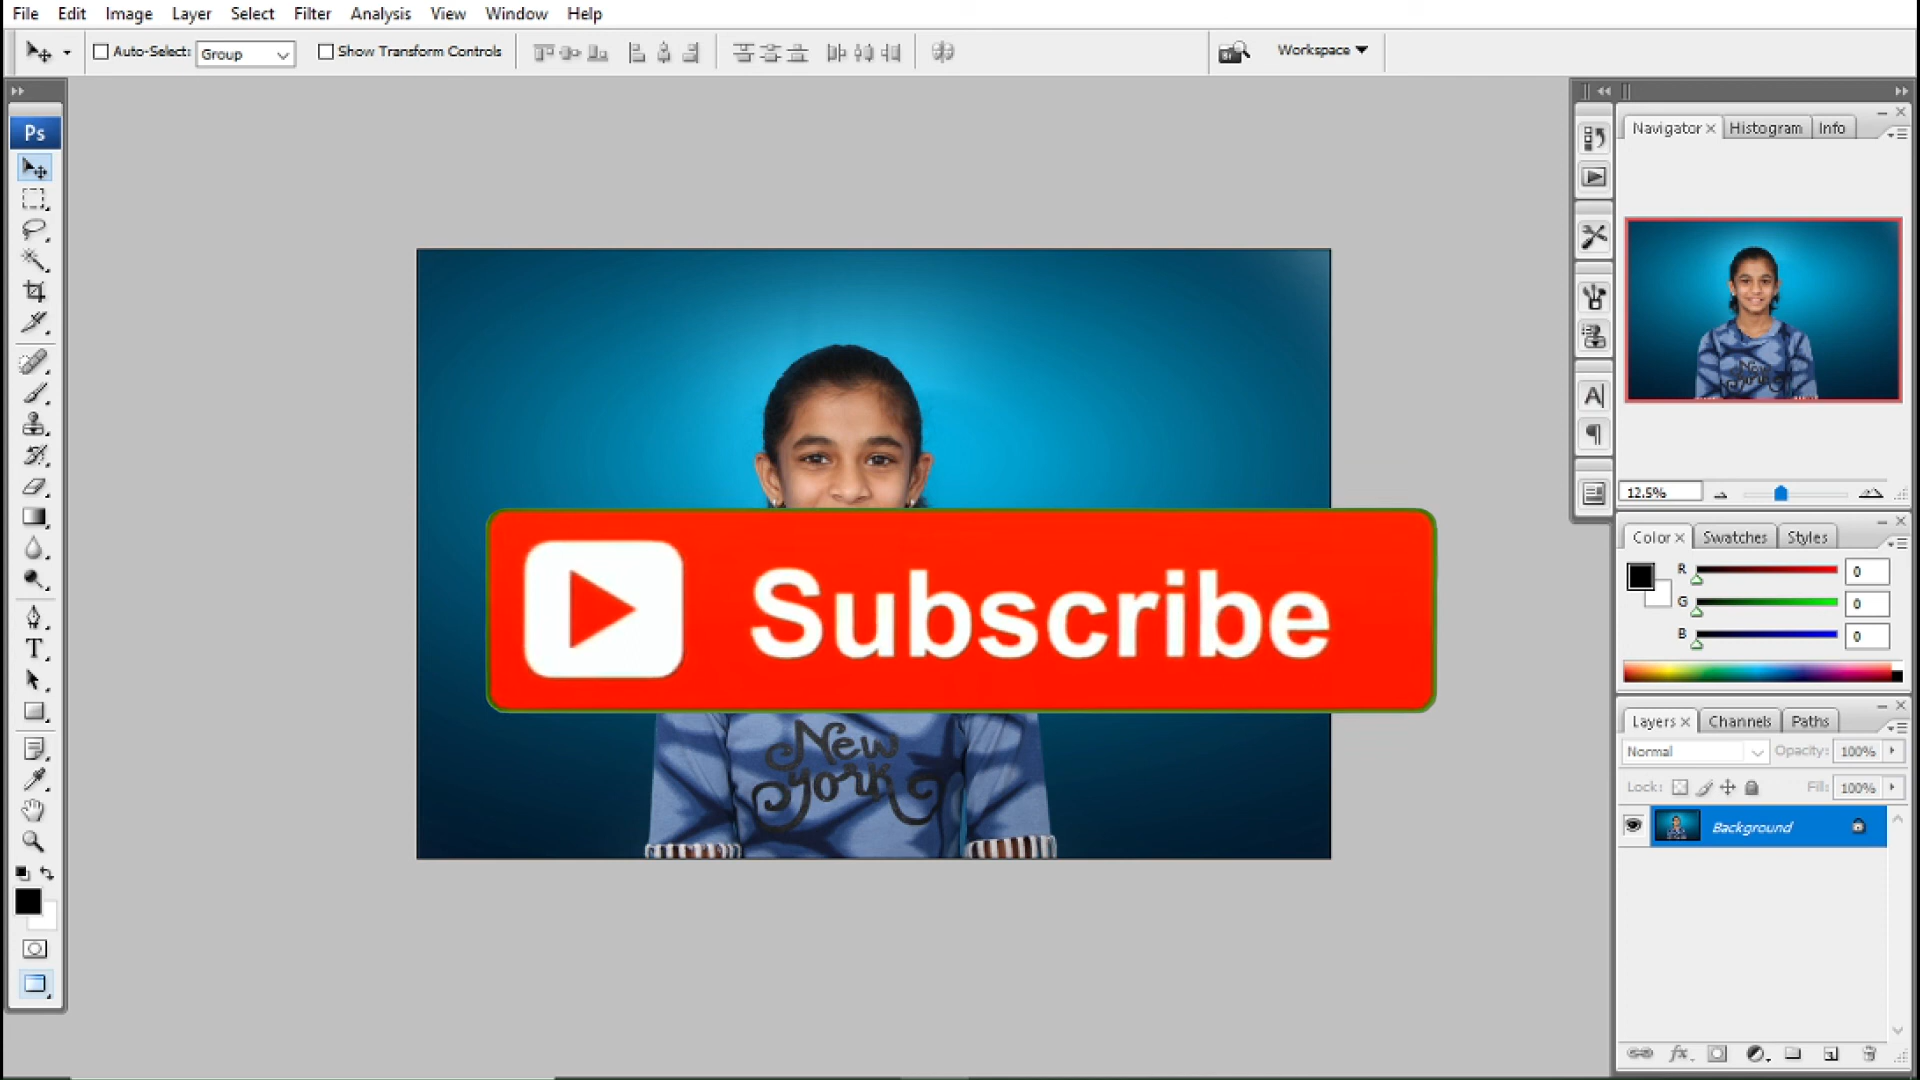 File Edit Image Layer Select Filter Analysis View Window Help
Auto-Select: Group Show Transform Controls Workspace
Ps
Navigator Histogram Info
12.5%
Color Swatches Styles
R 0
G 0
B 0
Subscribe
New
york
Layers Channels Paths
Normal Opacity: 100%
Lock: Fill: 100%
Background